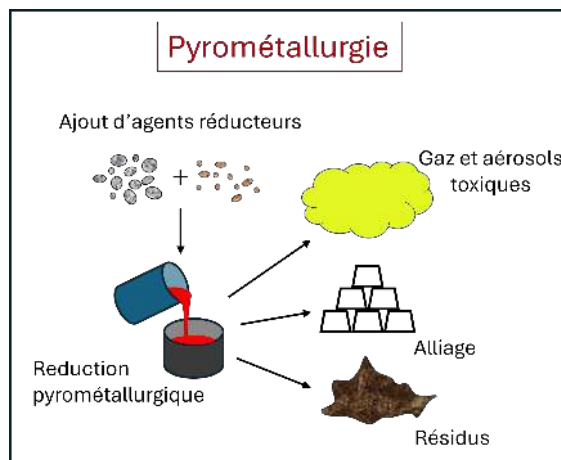 Pyrométallurgie
Ajout d'agents réducteurs
Gaz et aérosols
toxiques
+
Reduction
pyrométallurgique
Alliage
Résidus